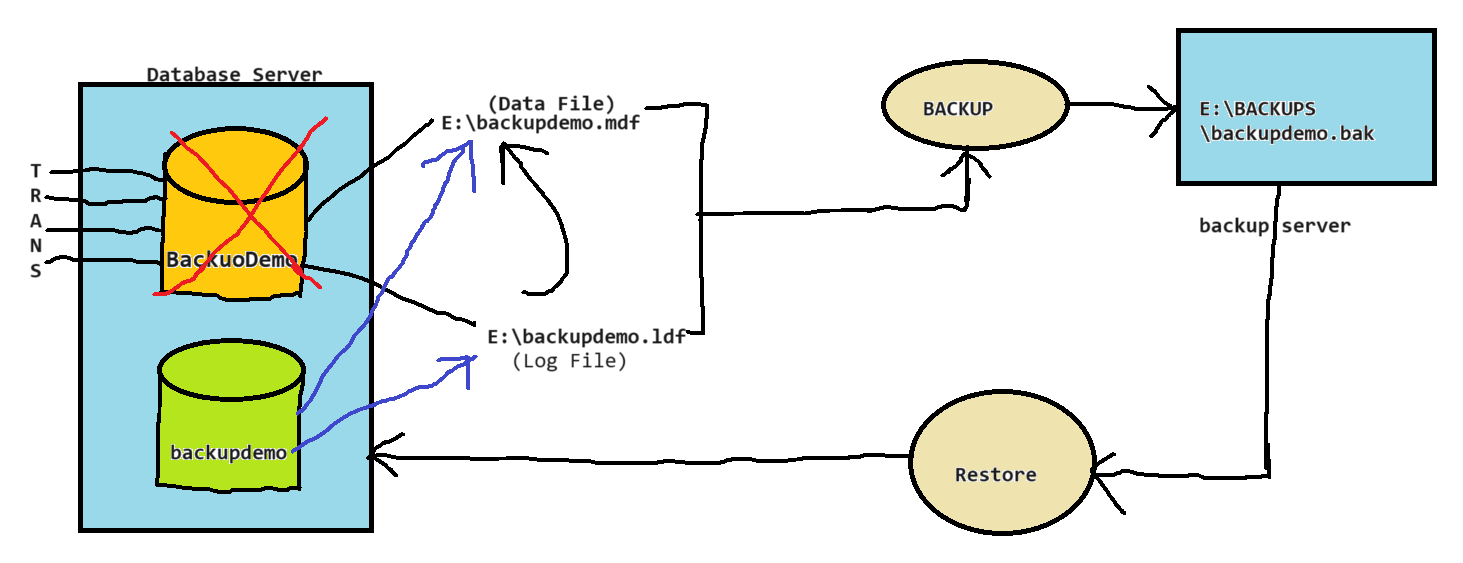 Database Server
T
R
A
N
S
BackuoDemo
backupdemo
(Data File)
E:\backupdemo.mdf
E:\backupdemo.ldf
(Log File)
BACKUP
E:\BACKUPS
\backupdemo.bak
backup server
Restore